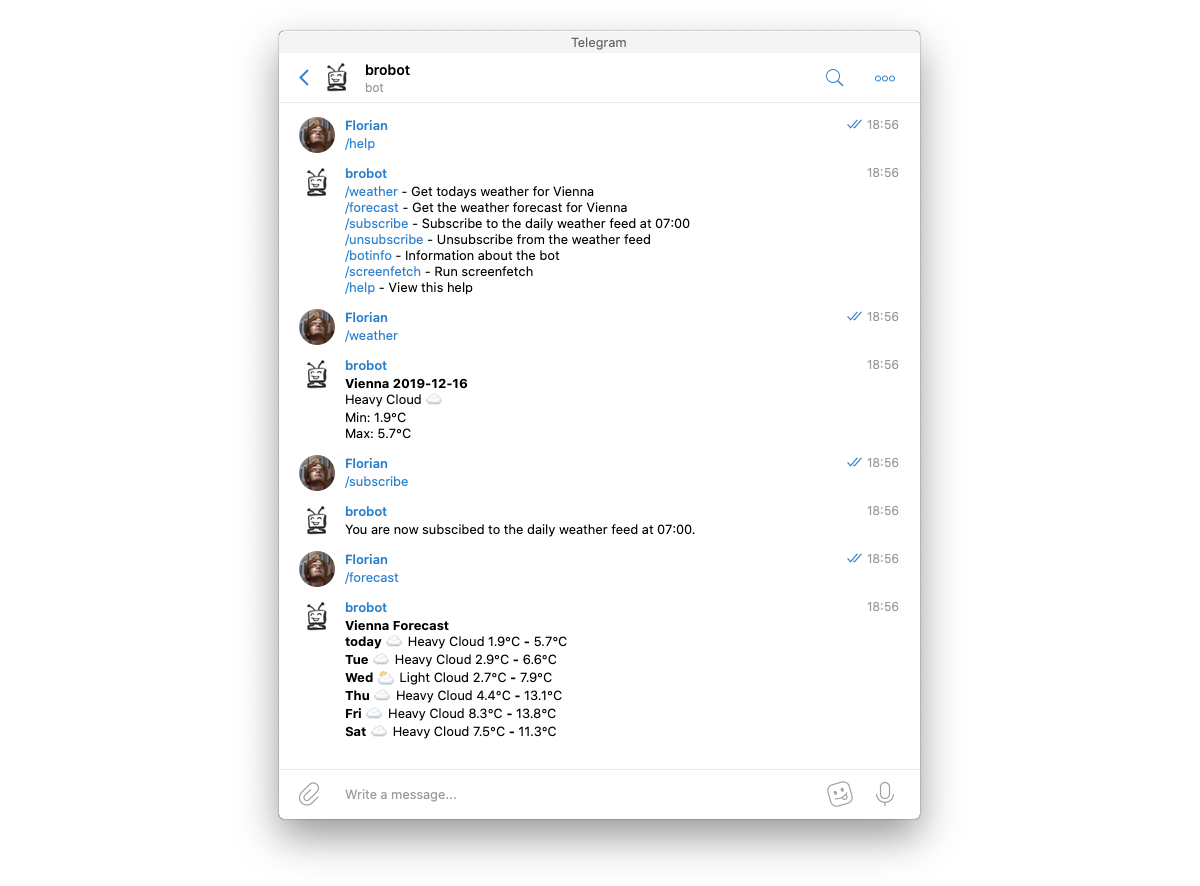 Telegram
brobot
bot
Florian 18:56
/help
brobot 18:56
/weather - Get todays weather for Vienna
/forecast - Get the weather forecast for Vienna
/subscribe - Subscribe to the daily weather feed at 07:00
/unsubscribe - Unsubscribe from the weather feed
/botinfo - Information about the bot
/screenfetch - Run screenfetch
/help - View this help
Florian 18:56
/weather
brobot 18:56
Vienna 2019-12-16
Heavy Cloud ☁️
Min: 1.9°C
Max: 5.7°C
Florian 18:56
/subscribe
brobot 18:56
You are now subscibed to the daily weather feed at 07:00.
Florian 18:56
/forecast
brobot 18:56
Vienna Forecast
today ☁️ Heavy Cloud 1.9°C - 5.7°C
Tue ☁️ Heavy Cloud 2.9°C - 6.6°C
Wed 🌤 Light Cloud 2.7°C - 7.9°C
Thu ☁️ Heavy Cloud 4.4°C - 13.1°C
Fri ☁️ Heavy Cloud 8.3°C - 13.8°C
Sat ☁️ Heavy Cloud 7.5°C - 11.3°C
Write a message...